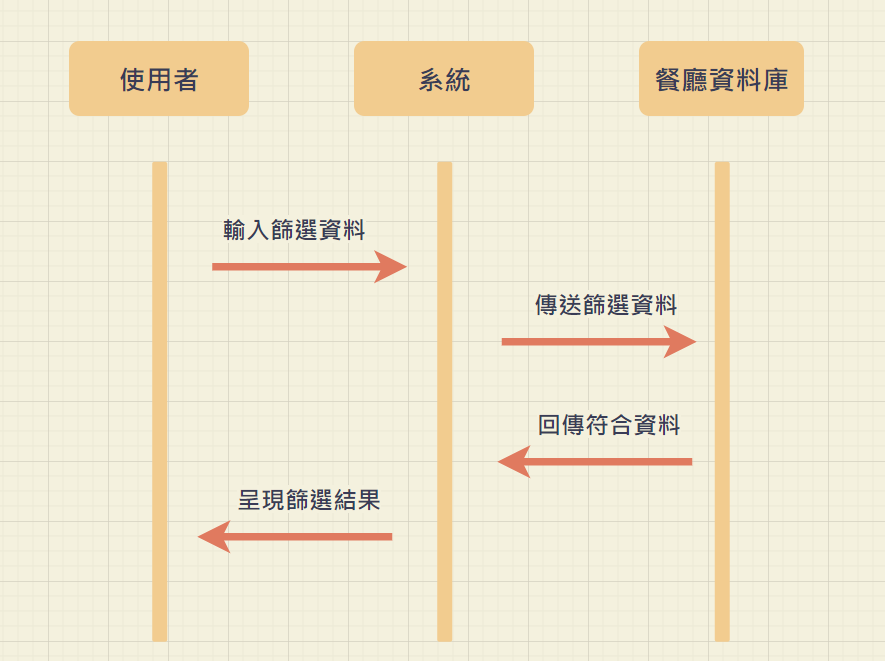 使用者
系統
餐廳資料庫
輸入篩選資料
傳送篩選資料
回傳符合資料
呈現篩選結果